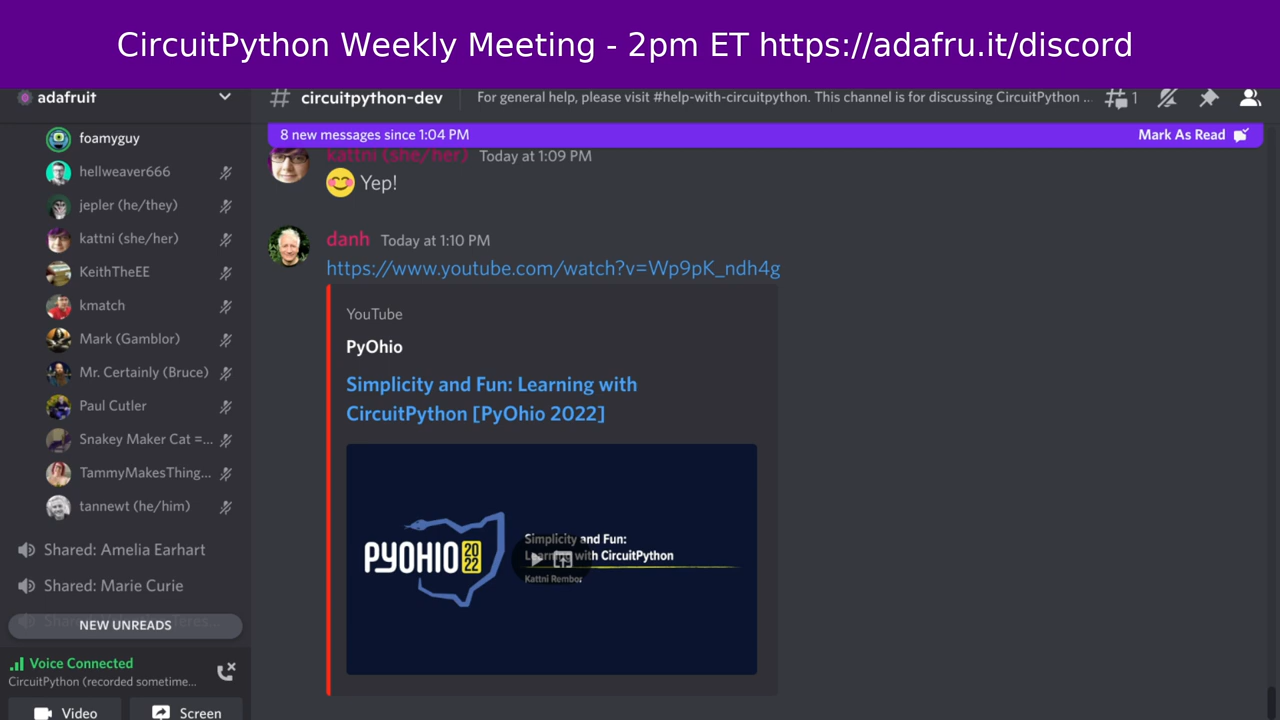 CircuitPython Weekly Meeting - 2pm ET https://adafru.it/discord
adafruit
# circuitpython-dev
For general help, please visit #help-with-circuitpython. This channel is for discussing CircuitPython ...
1
foamyguy
hellweaver666
jepler (he/they)
kattni (she/her)
KeithTheEE
kmatch
Mark (Gamblor)
Mr. Certainly (Bruce)
Paul Cutler
Snakey Maker Cat =...
TammyMakesThing...
tannewt (he/him)
Shared: Amelia Earhart
Shared: Marie Curie
NEW UNREADS
Voice Connected
CircuitPython (recorded sometime...
Video
Screen
8 new messages since 1:04 PM
Mark As Read
kattni (she/her) Today at 1:09 PM
Yep!
danh Today at 1:10 PM
https://www.youtube.com/watch?v=Wp9pK_ndh4g
YouTube
PyOhio
Simplicity and Fun: Learning with
CircuitPython [PyOhio 2022]
PYOHIO 2022
Simplicity and Fun:
Learning with CircuitPython
Kattni Rembor